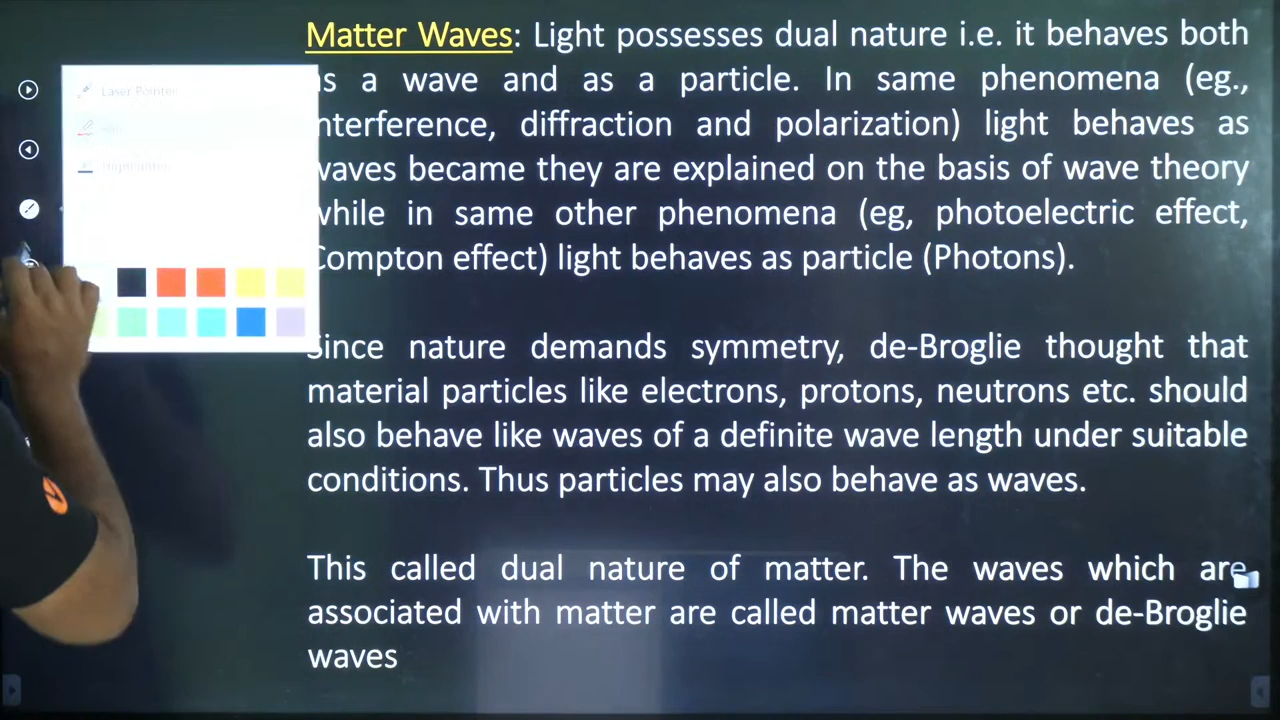 Matter Waves: Light possesses dual nature i.e. it behaves both
as a wave and as a particle. In same phenomena (eg.,
interference, diffraction and polarization) light behaves as
waves became they are explained on the basis of wave theory
while in same other phenomena (eg, photoelectric effect,
Compton effect) light behaves as particle (Photons).
Since nature demands symmetry, de-Broglie thought that
material particles like electrons, protons, neutrons etc. should
also behave like waves of a definite wave length under suitable
conditions. Thus particles may also behave as waves.
This called dual nature of matter. The waves which are
associated with matter are called matter waves or de-Broglie
waves
Laser Pointer
Highlighter